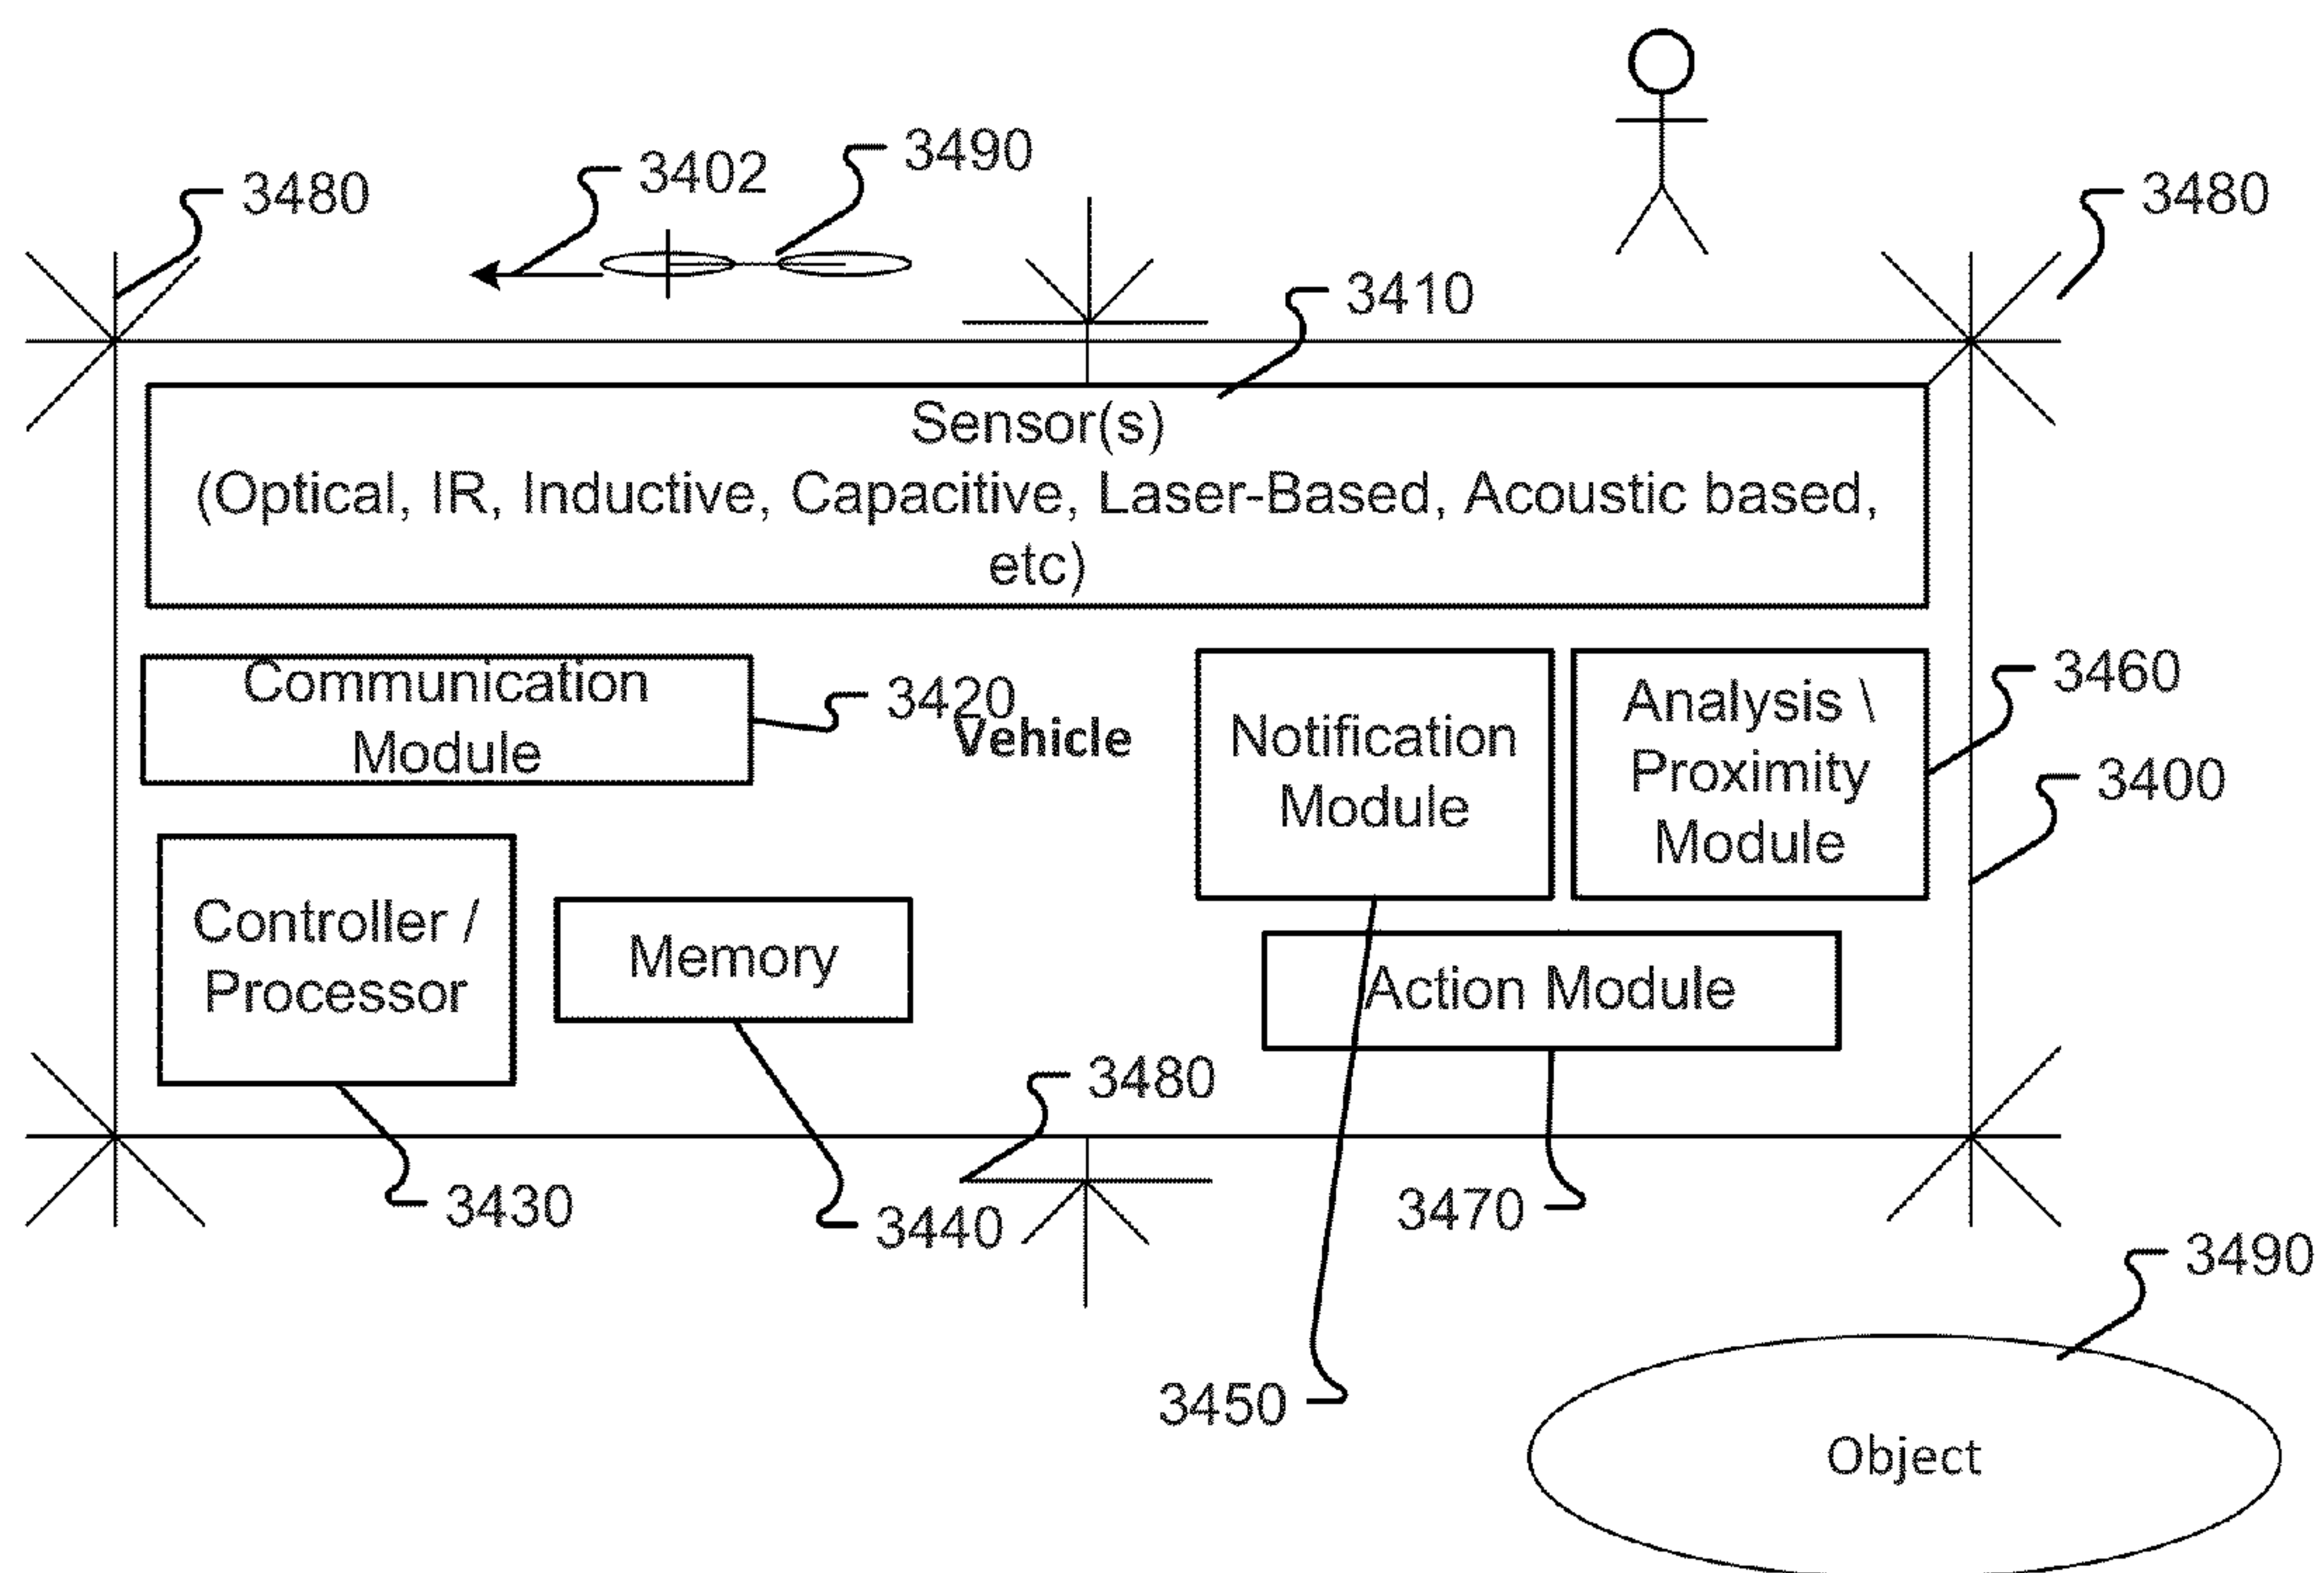 3490
3402
3480
3480
3410
Sensor(s)
(Optical, IR, Inductive, Capacitive, Laser-Based, Acoustic based,
etc)
Communication
Module
3420
Vehicle
Notification
Module
Analysis \
Proximity
Module
3460
3400
Controller /
Processor
Memory
Action Module
3480
3430
3440
3470
3490
3450
Object